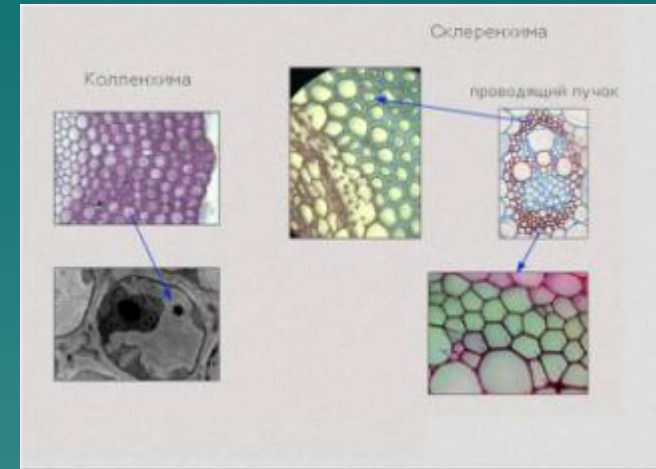 Склеренхима
Колленхима
проводящий пучок